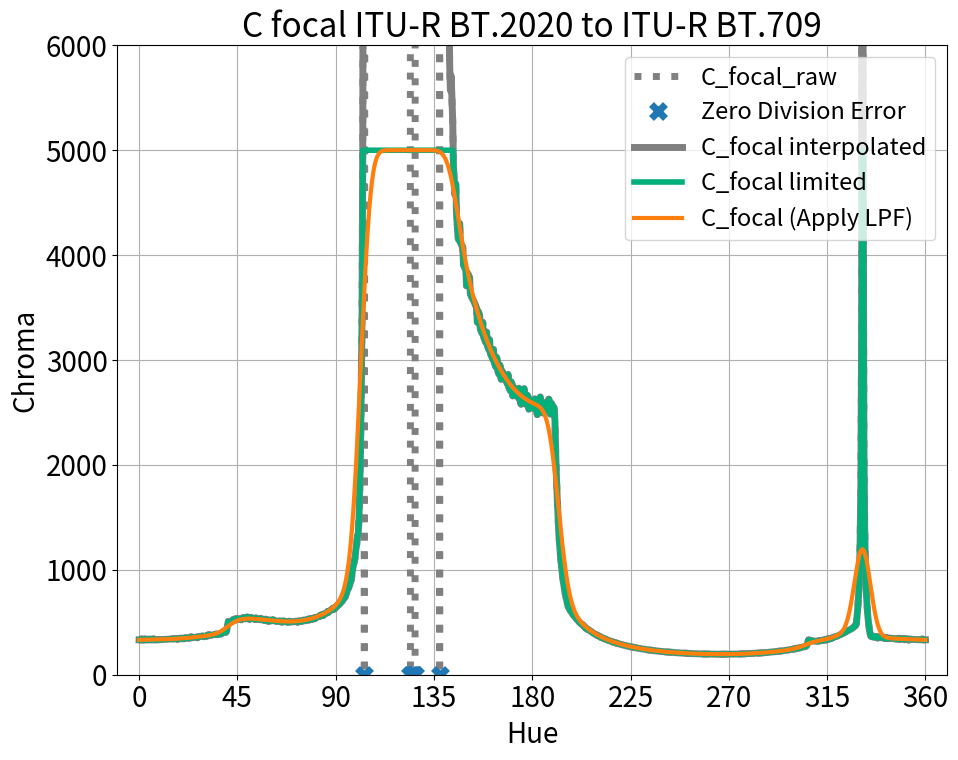 C focal ITU-R BT.2020 to ITU-R BT.709
6000
5000
4000
3000
2000
1000
0
Chroma
C_focal_raw
Zero Division Error
C_focal interpolated
C_focal limited
C_focal (Apply LPF)
0 45 90 135 180 225 270 315 360
Hue